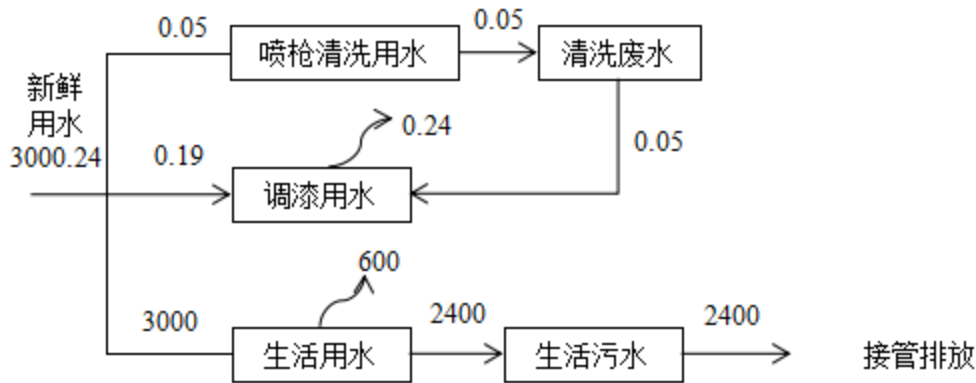 0.05
喷枪清洗用水
0.05
清洗废水
新鲜
用水
3000.24
0.19
调漆用水
0.24
0.05
3000
生活用水
600
2400
生活污水
2400
接管排放